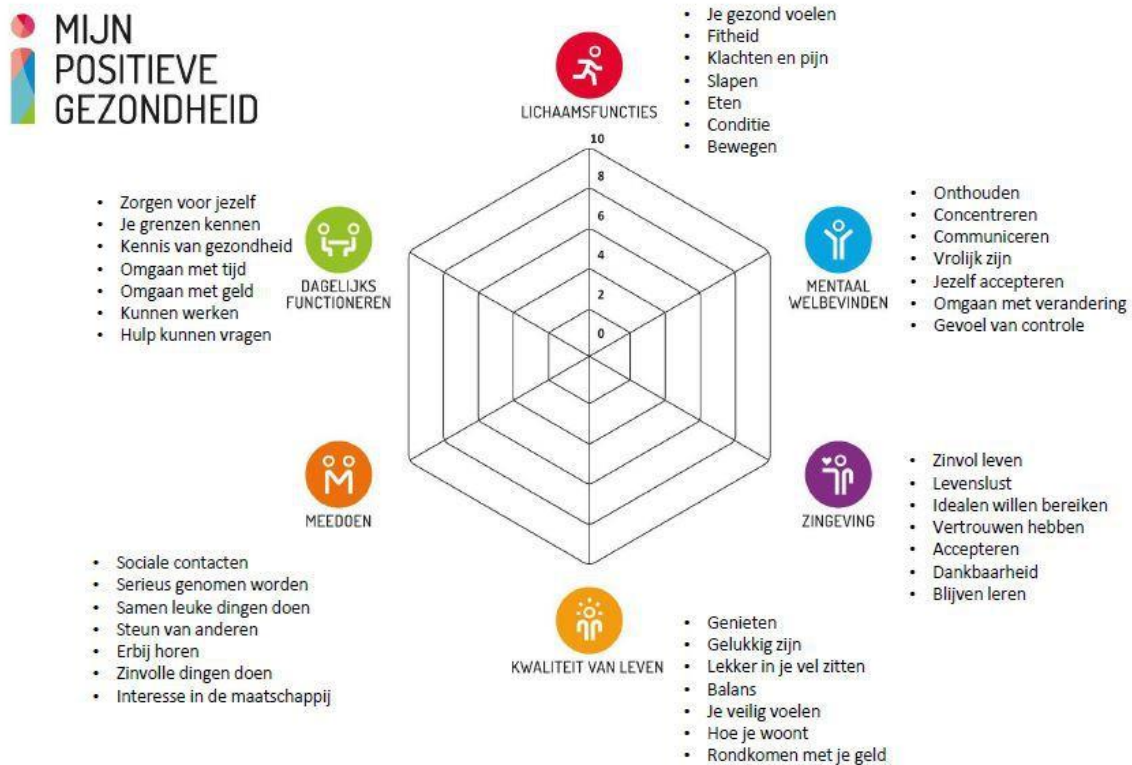 MIJN
POSITIEVE
GEZONDHEID
LICHAAMSFUNCTIES
• Je gezond voelen
• Fitheid
• Klachten en pijn
• Slapen
• Eten
• Conditie
• Bewegen
10
8
6
4
2
0
MENTAAL
WELBEVINDEN
• Onthouden
• Concentreren
• Communiceren
• Vrolijk zijn
• Jezelf accepteren
• Omgaan met verandering
• Gevoel van controle
ZINGEVING
• Zinvol leven
• Levenslust
• Idealen willen bereiken
• Vertrouwen hebben
• Accepteren
• Dankbaarheid
• Blijven leren
KWALITEIT VAN LEVEN
• Genieten
• Gelukkig zijn
• Lekker in je vel zitten
• Balans
• Je veilig voelen
• Hoe je woont
• Rondkomen met je geld
MEEDOEN
• Sociale contacten
• Serieus genomen worden
• Samen leuke dingen doen
• Steun van anderen
• Erbij horen
• Zinvolle dingen doen
• Interesse in de maatschappij
DAGELIJKS
FUNCTIONEREN
• Zorgen voor jezelf
• Je grenzen kennen
• Kennis van gezondheid
• Omgaan met tijd
• Omgaan met geld
• Kunnen werken
• Hulp kunnen vragen